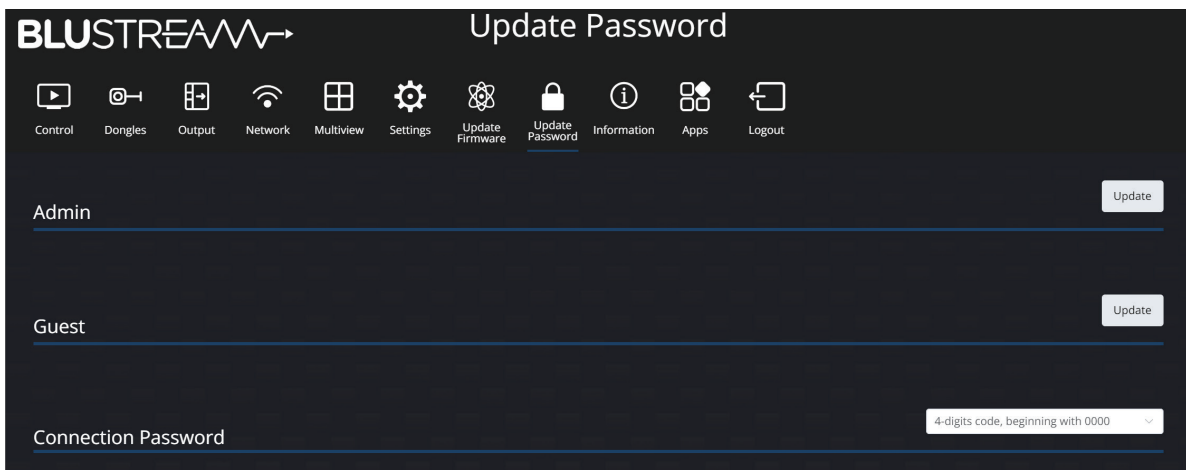 BLUSTREAM
Update Password
Control
Dongles
Output
Network
Multiview
Settings
Update
Firmware
Update
Password
Information
Apps
Logout
Admin
Update
Guest
Update
Connection Password
4-digits code, beginning with 0000